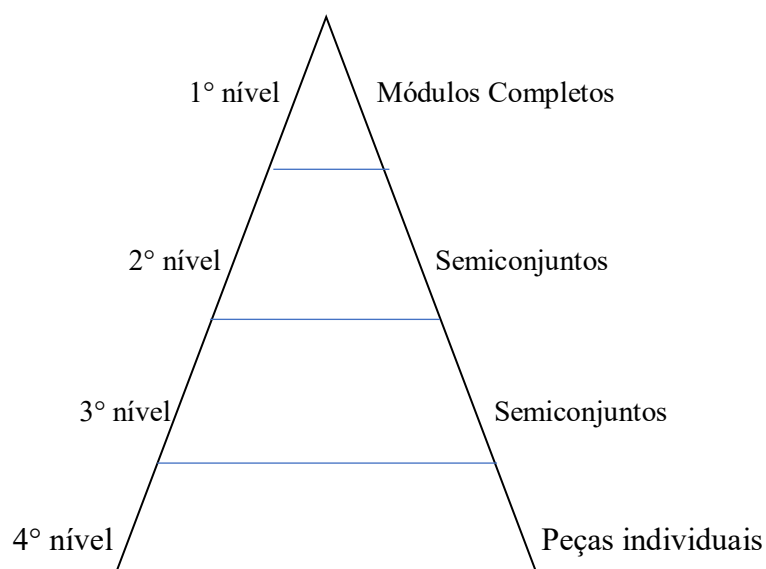 1° nível Módulos Completos
2° nível Semiconjuntos
3° nível Semiconjuntos
4° nível Peças individuais